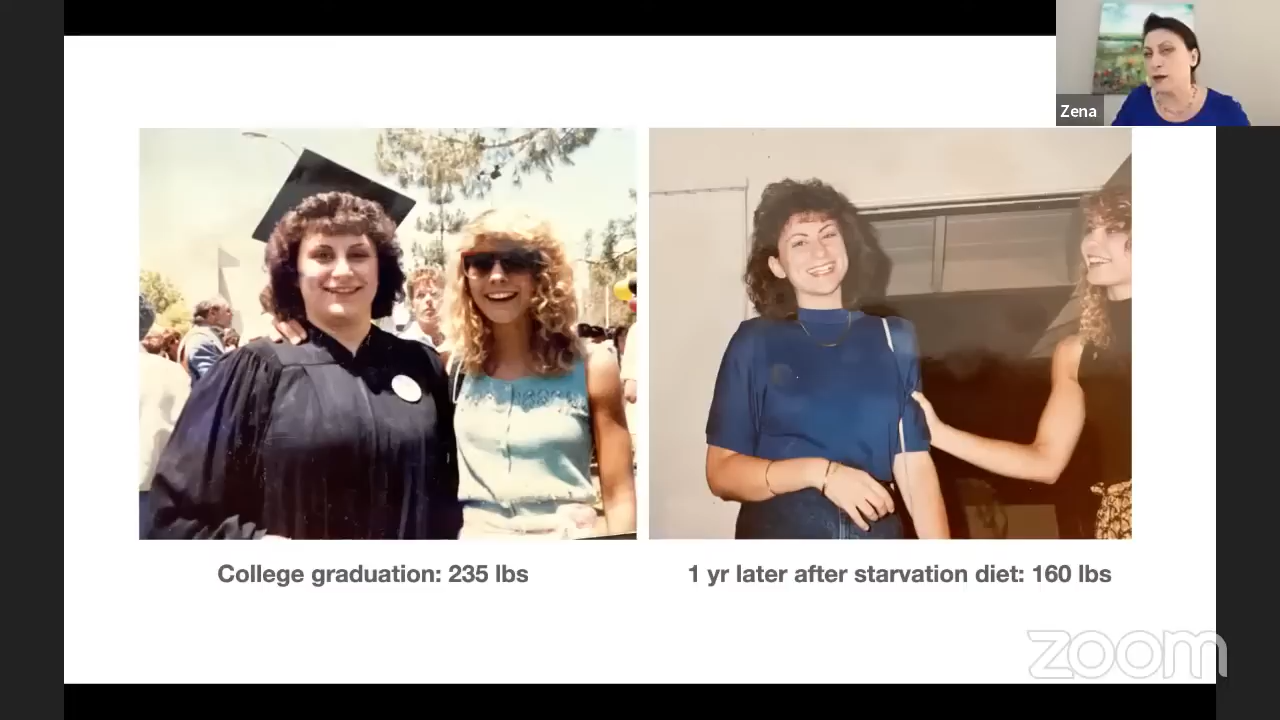 Zena
College graduation: 235 lbs
1 yr later after starvation diet: 160 lbs
zoom